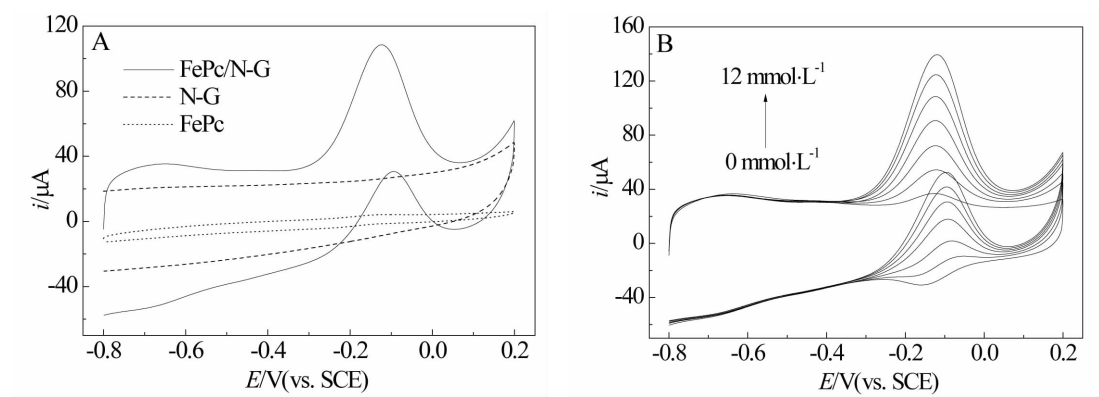 A
FePc/N-G
N-G
FePc
120
80
40
0
-40
i/μA
-0.8
-0.6
-0.4
-0.2
0.0
0.2
E/V(vs. SCE)
B
12 mmol·L⁻¹
0 mmol·L⁻¹
160
120
80
40
0
-40
i/μA
-0.8
-0.6
-0.4
-0.2
0.0
0.2
E/V(vs. SCE)